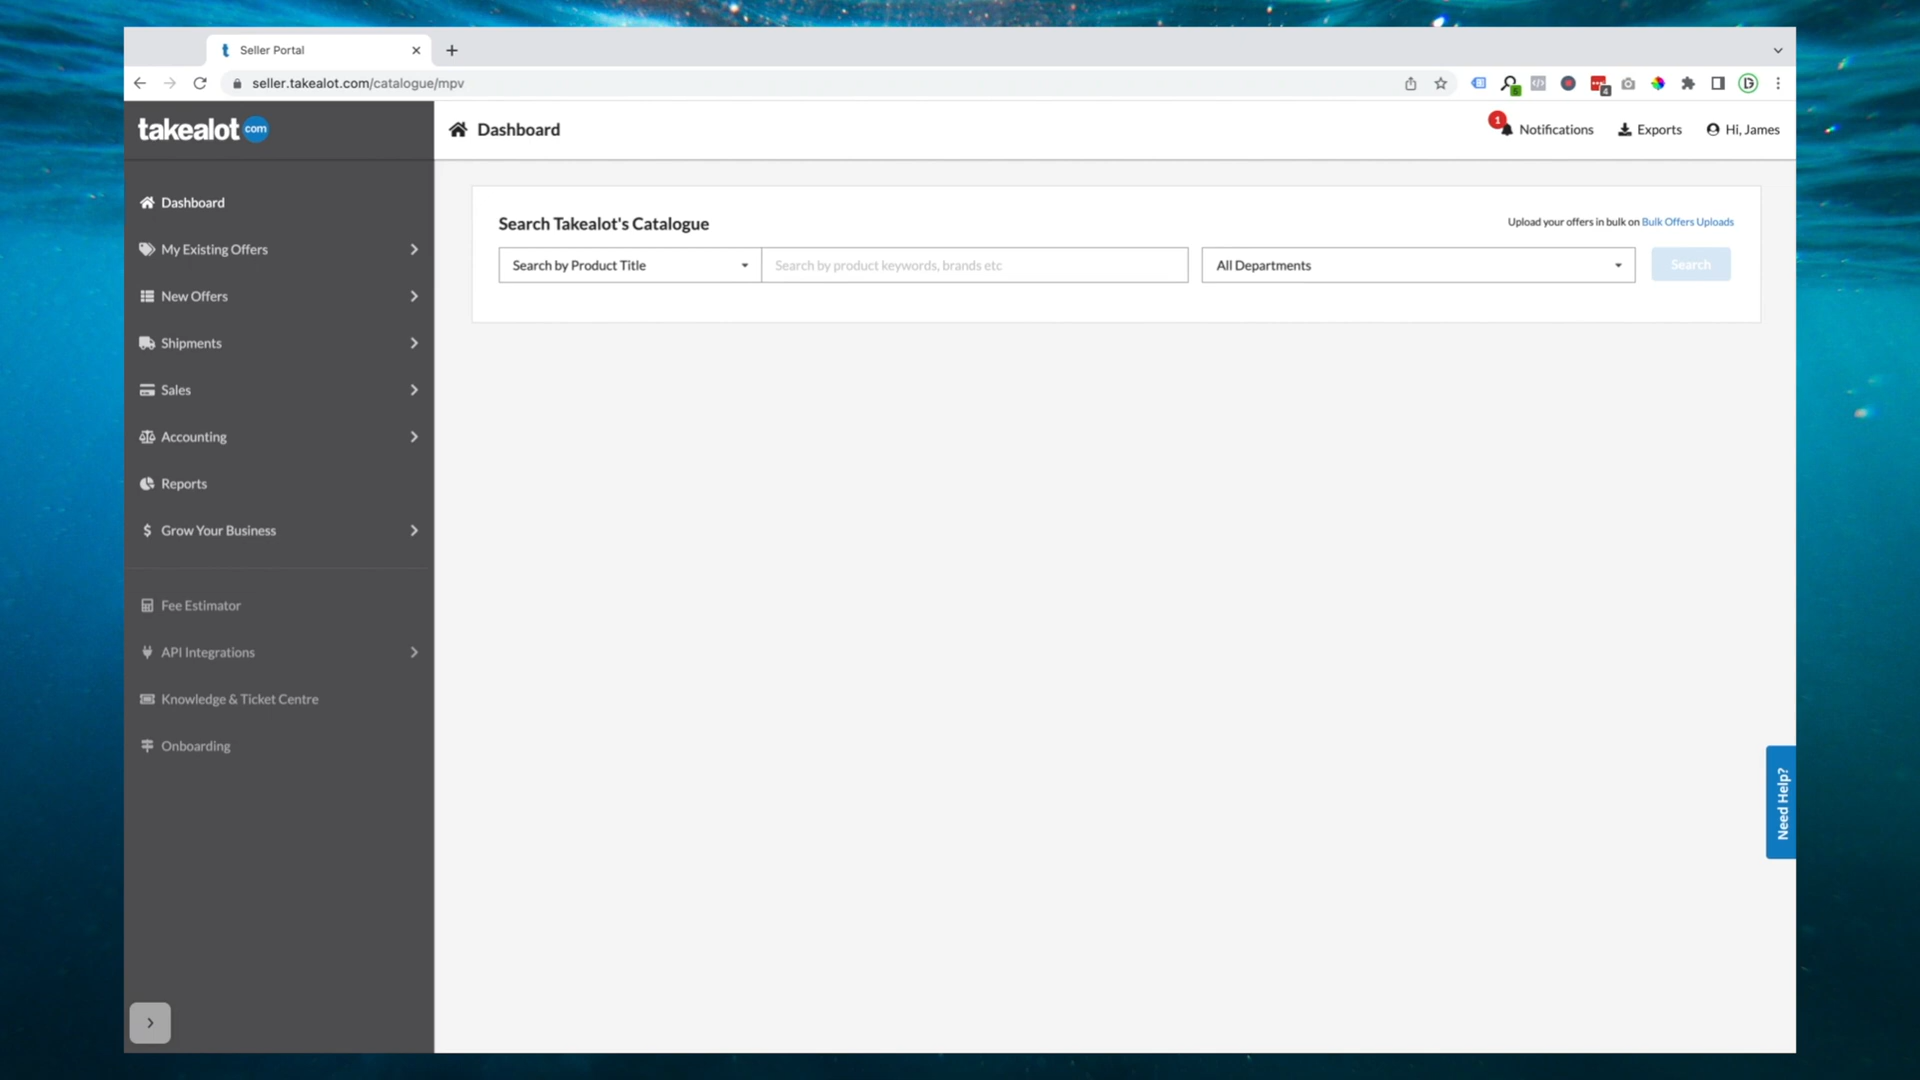 Seller Portal
seller.takealot.com/catalogue/mpv
5
4
takealot com
Dashboard
1
Notifications
Exports
Hi, James
Dashboard
My Existing Offers
New Offers
Shipments
Sales
Accounting
Reports
$ Grow Your Business
Fee Estimator
API Integrations
Knowledge & Ticket Centre
Onboarding
Search Takealot's Catalogue
Upload your offers in bulk on Bulk Offers Uploads
Search by Product Title
Search by product keywords, brands etc
All Departments
Search
Need Help?